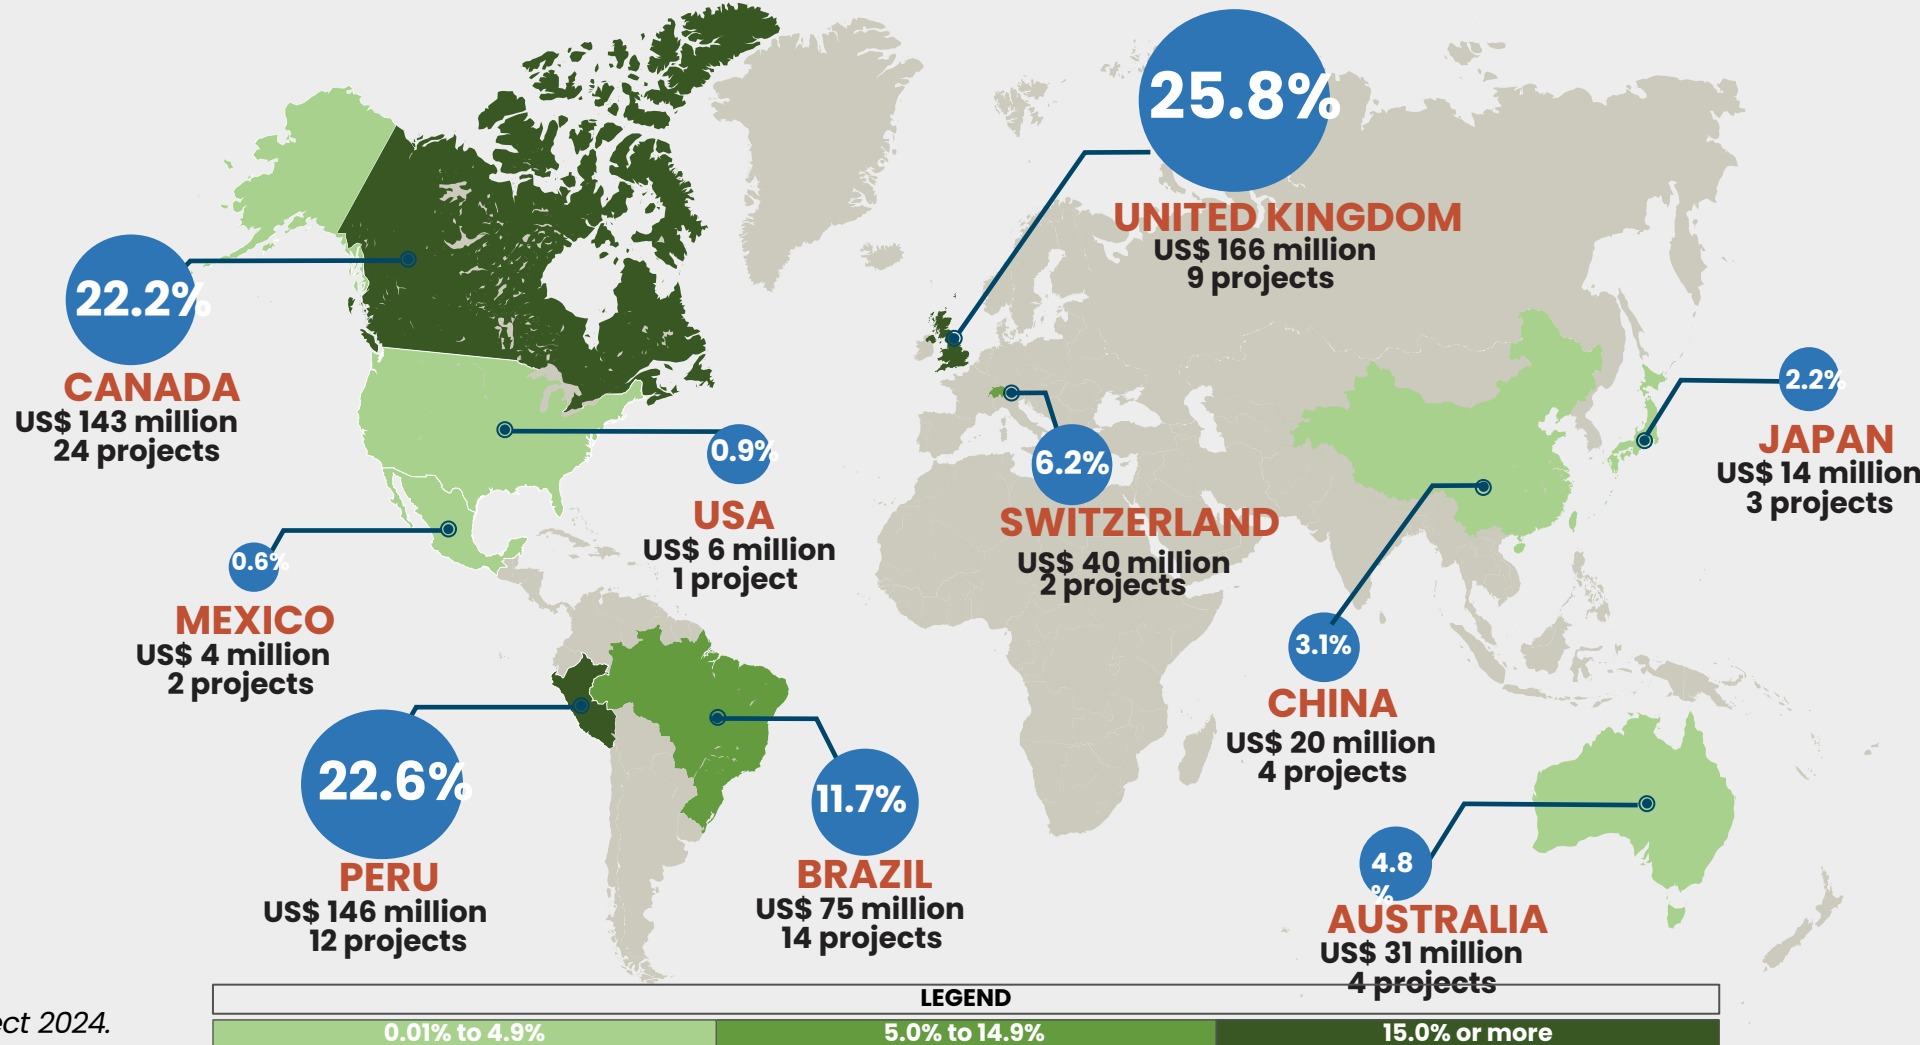 25.8%
UNITED KINGDOM
US$ 166 million
9 projects
22.2%
CANADA
US$ 143 million
24 projects
0.9%
USA
US$ 6 million
1 project
0.6%
MEXICO
US$ 4 million
2 projects
6.2%
SWITZERLAND
US$ 40 million
2 projects
2.2%
JAPAN
US$ 14 million
3 projects
3.1%
CHINA
US$ 20 million
4 projects
22.6%
PERU
US$ 146 million
12 projects
11.7%
BRAZIL
US$ 75 million
14 projects
4.8
%
AUSTRALIA
US$ 31 million
4 projects
LEGEND
0.01% to 4.9%
5.0% to 14.9%
15.0% or more
2024.